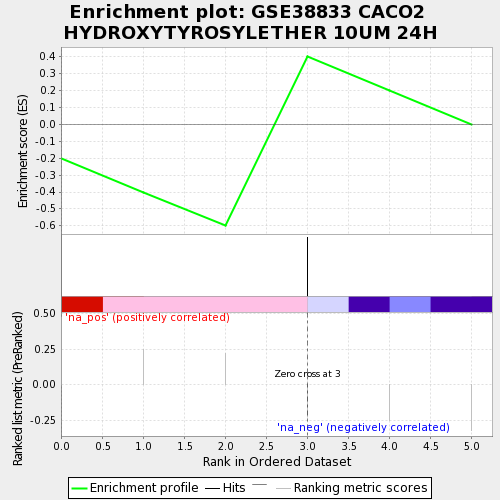 Enrichment plot: GSE38833 CACO2
HYDROXYTYROSYLETHER 10UM 24H
Enrichment score (ES)
0.4
0.3
0.2
0.1
0.0
-0.1
-0.2
-0.3
-0.4
-0.5
-0.6
Ranked list metric (PreRanked)
0.50
0.25
0.00
-0.25
'na_pos' (positively correlated)
Zero cross at 3
'na_neg' (negatively correlated)
0.0 0.5 1.0 1.5 2.0 2.5 3.0 3.5 4.0 4.5 5.0
Rank in Ordered Dataset
Enrichment profile Hits Ranking metric scores